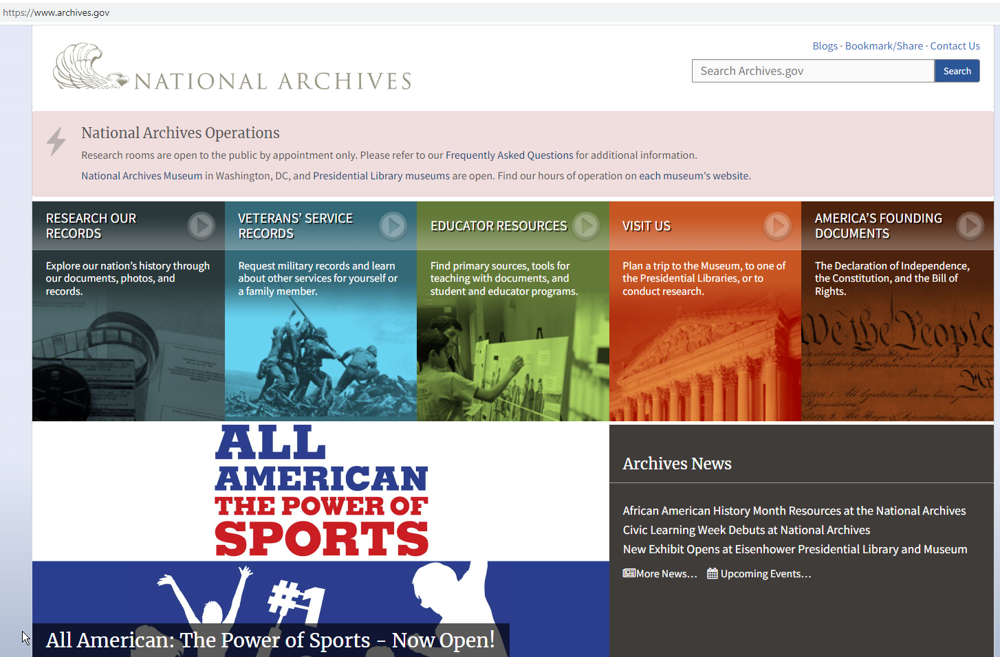 https://www.archives.gov
NATIONAL ARCHIVES
Blogs · Bookmark/Share · Contact Us
Search Archives.gov
Search
National Archives Operations
Research rooms are open to the public by appointment only. Please refer to our Frequently Asked Questions for additional information.
National Archives Museum in Washington, DC, and Presidential Library museums are open. Find our hours of operation on each museum's website.
RESEARCH OUR
RECORDS
Explore our nation’s history through
our documents, photos, and
records.
VETERANS’ SERVICE
RECORDS
Request military records and learn
about other services for yourself or
a family member.
EDUCATOR RESOURCES
Find primary sources, tools for
teaching with documents, and
student and educator programs.
VISIT US
Plan a trip to the Museum, to one of
the Presidential Libraries, or to
conduct research.
AMERICA’S FOUNDING
DOCUMENTS
The Declaration of Independence,
the Constitution, and the Bill of
Rights.
We the People
ALL
AMERICAN
THE POWER OF
SPORTS
#1
All American: The Power of Sports - Now Open!
Archives News
African American History Month Resources at the National Archives
Civic Learning Week Debuts at National Archives
New Exhibit Opens at Eisenhower Presidential Library and Museum
More News… Upcoming Events…